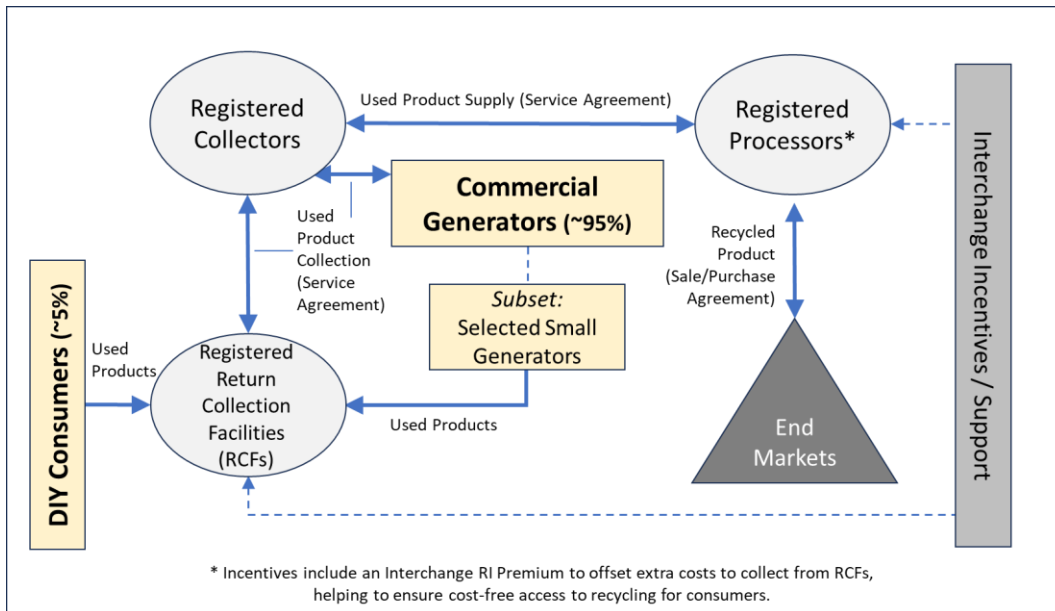 Registered
Collectors
Used Product Supply (Service Agreement)
Registered
Processors*
Commercial
Generators (~95%)
Used
Product
Collection
(Service
Agreement)
Recycled
Product
(Sale/Purchase
Agreement)
Subset:
Selected Small
Generators
DIY Consumers (~5%)
Used
Products
Registered
Return
Collection
Facilities
(RCFs)
Used Products
End
Markets
Interchange Incentives / Support
* Incentives include an Interchange RI Premium to offset extra costs to collect from RCFs,
helping to ensure cost-free access to recycling for consumers.